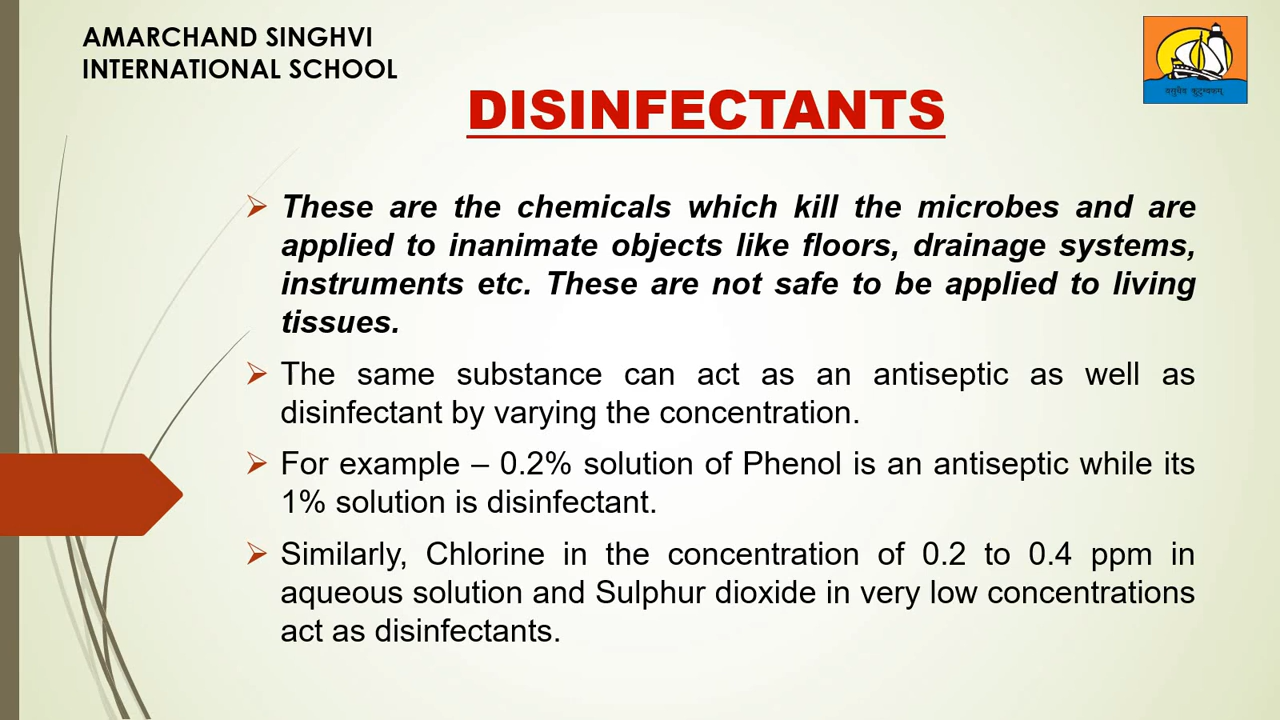 AMARCHAND SINGHVI
INTERNATIONAL SCHOOL
DISINFECTANTS
These are the chemicals which kill the microbes and are
applied to inanimate objects like floors, drainage systems,
instruments etc. These are not safe to be applied to living
tissues.
The same substance can act as an antiseptic as well as
disinfectant by varying the concentration.
For example – 0.2% solution of Phenol is an antiseptic while its
1% solution is disinfectant.
Similarly, Chlorine in the concentration of 0.2 to 0.4 ppm in
aqueous solution and Sulphur dioxide in very low concentrations
act as disinfectants.
वसुधैव कुटुम्बकम्